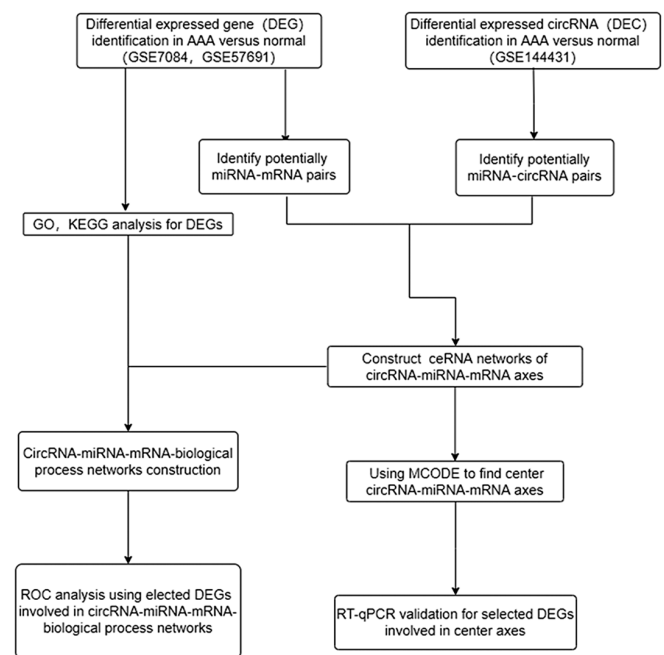 Differential expressed gene（DEG）
identification in AAA versus normal
（GSE7084，GSE57691）
Differential expressed circRNA（DEC）
identification in AAA versus normal
(GSE144431)
Identify potentially
miRNA-mRNA pairs
Identify potentially
miRNA-circRNA pairs
GO，KEGG analysis for DEGs
Construct ceRNA networks of
circRNA-miRNA-mRNA axes
CircRNA-miRNA-mRNA-biological
process networks construction
Using MCODE to find center
circRNA-miRNA-mRNA axes
ROC analysis using elected DEGs
involved in circRNA-miRNA-mRNA-
biological process networks
RT-qPCR validation for selected DEGs
involved in center axes